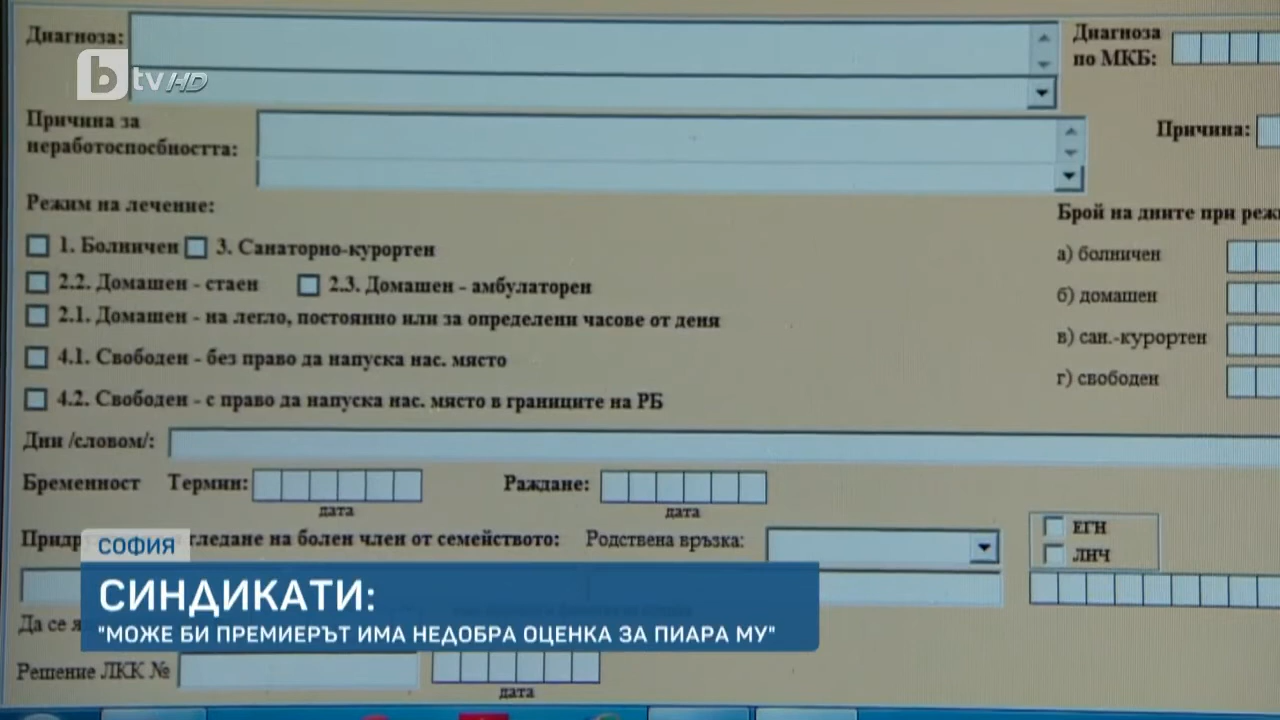 Диагноза:
Диагноза
по МКБ:
btv HD
Причина за
неработоспосбността:
Причина:
Режим на лечение:
Брой на дните при реж
1. Болничен 3. Санаторно-курортен
а) болничен
2.2. Домашен - стаен 2.3. Домашен - амбулаторен
б) домашен
2.1. Домашен - на легло, постоянно или за определени часове от деня
в) сан.-курортен
4.1. Свободен - без право да напуска нас. място
г) свободен
4.2. Свободен - с право да напуска нас. място в границите на РБ
Дни /словом/:
Бременност Термин: Раждане:
дата дата
ЕГН
гледане на болен член от семейството: Родствена връзка:
СОФИЯ
ЛНЧ
СИНДИКАТИ:
Да се
"МОЖЕ БИ ПРЕМИЕРЪТ ИМА НЕДОБРА ОЦЕНКА ЗА ПИАРА МУ"
Решение ЛКК №
дата